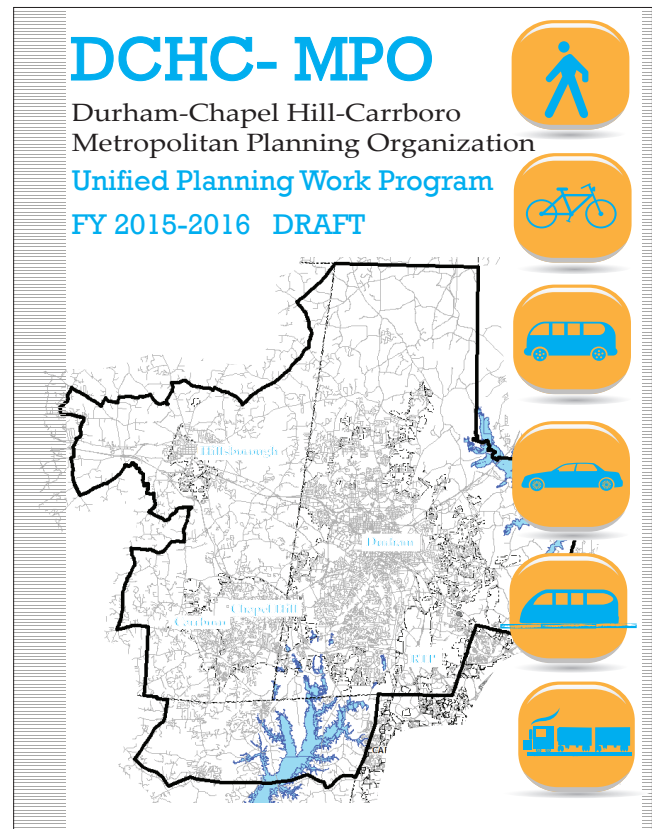 DCHC- MPO
Durham-Chapel Hill-Carrboro
Metropolitan Planning Organization
Unified Planning Work Program
FY 2015-2016 DRAFT
Hillsborough
Durham
Chapel Hill
Carrboro
RTP